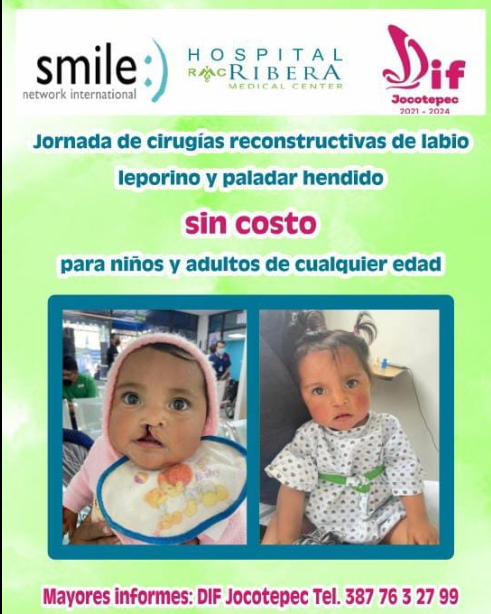 smile:)
network international
HOSPITAL
RMC RIBERA
MEDICAL CENTER
Dif
Jocotepec
2021 - 2024
Jornada de cirugías reconstructivas de labio
leporino y paladar hendido
sin costo
para niños y adultos de cualquier edad
Mayores informes: DIF Jocotepec Tel. 387 76 3 27 99